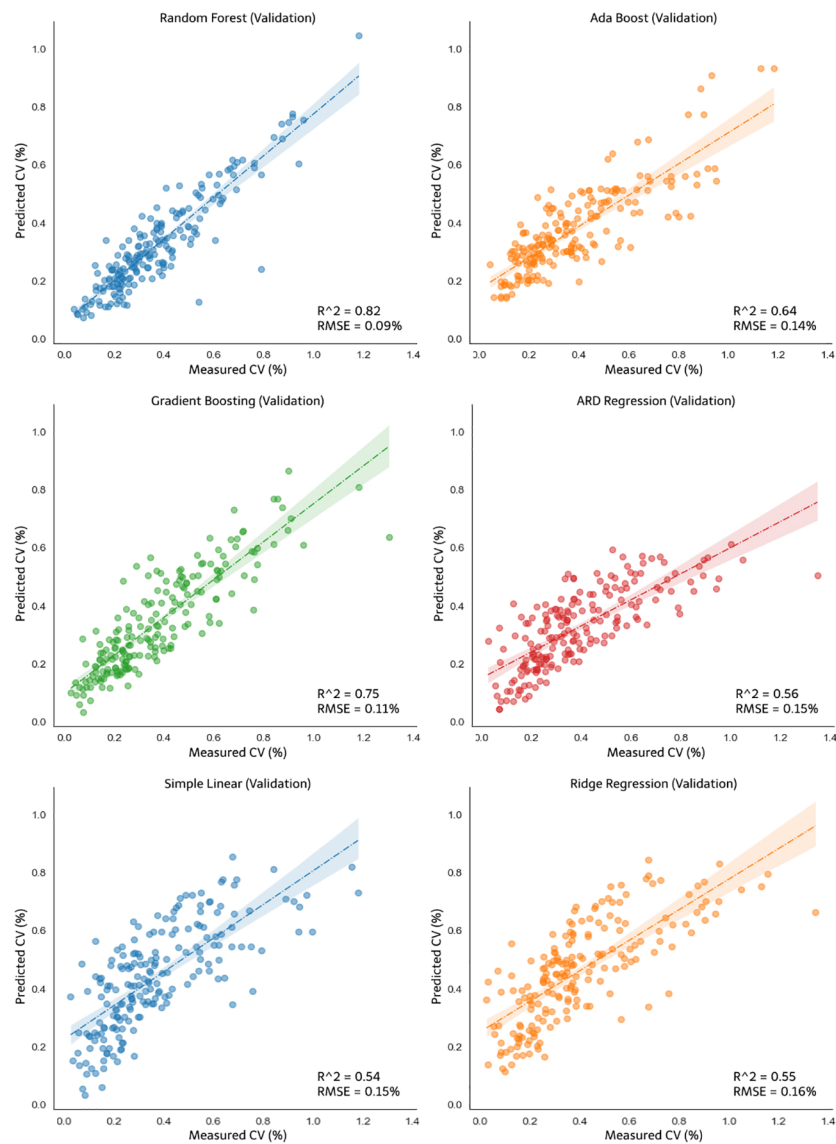 Random Forest (Validation)
1.0
0.8
0.6
0.4
0.2
0.0
Predicted CV (%)
R^2 = 0.82
RMSE = 0.09%
0.0 0.2 0.4 0.6 0.8 1.0 1.2 1.4
Measured CV (%)
Ada Boost (Validation)
1.0
0.8
0.6
0.4
0.2
0.0
Predicted CV (%)
R^2 = 0.64
RMSE = 0.14%
0.0 0.2 0.4 0.6 0.8 1.0 1.2 1.4
Measured CV (%)
Gradient Boosting (Validation)
1.0
0.8
0.6
0.4
0.2
0.0
Predicted CV (%)
R^2 = 0.75
RMSE = 0.11%
0.0 0.2 0.4 0.6 0.8 1.0 1.2 1.4
Measured CV (%)
ARD Regression (Validation)
1.0
0.8
0.6
0.4
0.2
0.0
Predicted CV (%)
R^2 = 0.56
RMSE = 0.15%
0.0 0.2 0.4 0.6 0.8 1.0 1.2 1.4
Measured CV (%)
Simple Linear (Validation)
1.0
0.8
0.6
0.4
0.2
0.0
Predicted CV (%)
R^2 = 0.54
RMSE = 0.15%
0.0 0.2 0.4 0.6 0.8 1.0 1.2 1.4
Measured CV (%)
Ridge Regression (Validation)
1.0
0.8
0.6
0.4
0.2
0.0
Predicted CV (%)
R^2 = 0.55
RMSE = 0.16%
0.0 0.2 0.4 0.6 0.8 1.0 1.2 1.4
Measured CV (%)